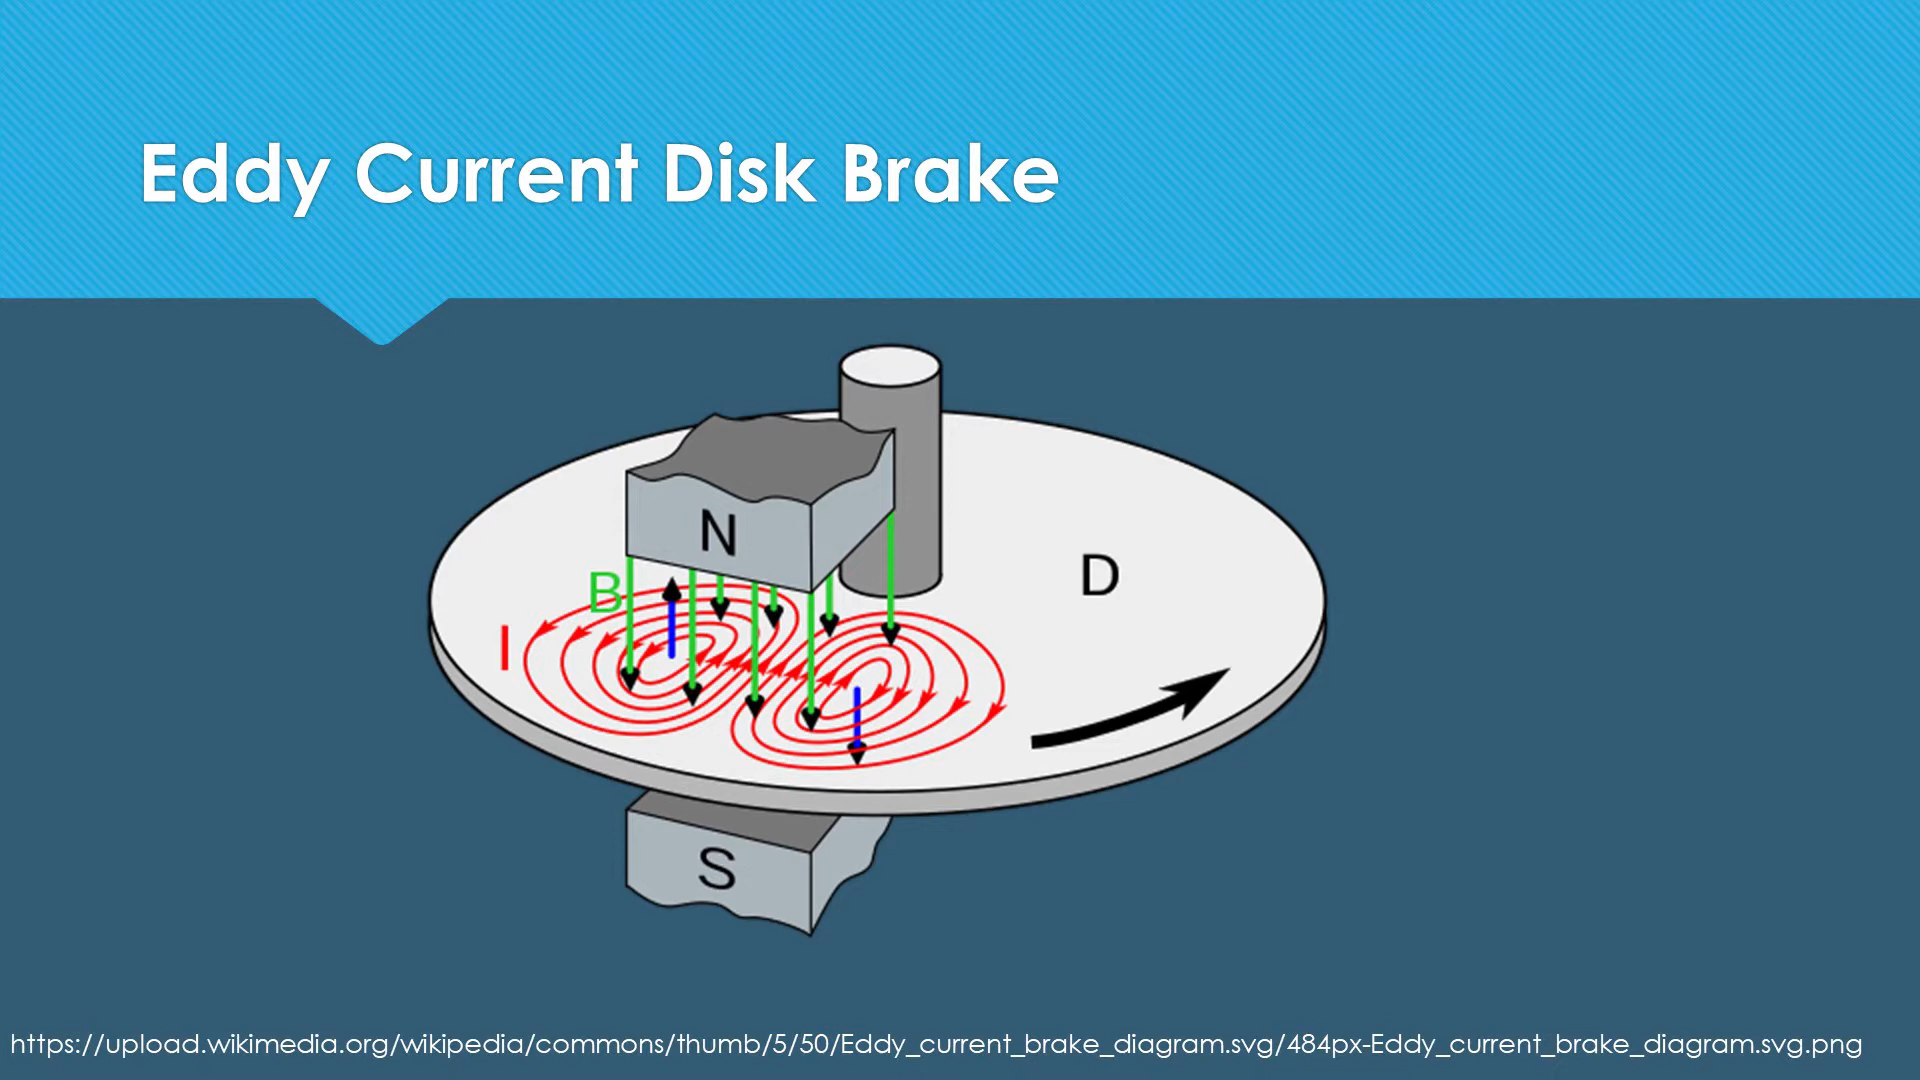 Eddy Current Disk Brake
N
D
B
I
S
https://upload.wikimedia.org/wikipedia/commons/thumb/5/50/Eddy_current_brake_diagram.svg/484px-Eddy_current_brake_diagram.svg.png